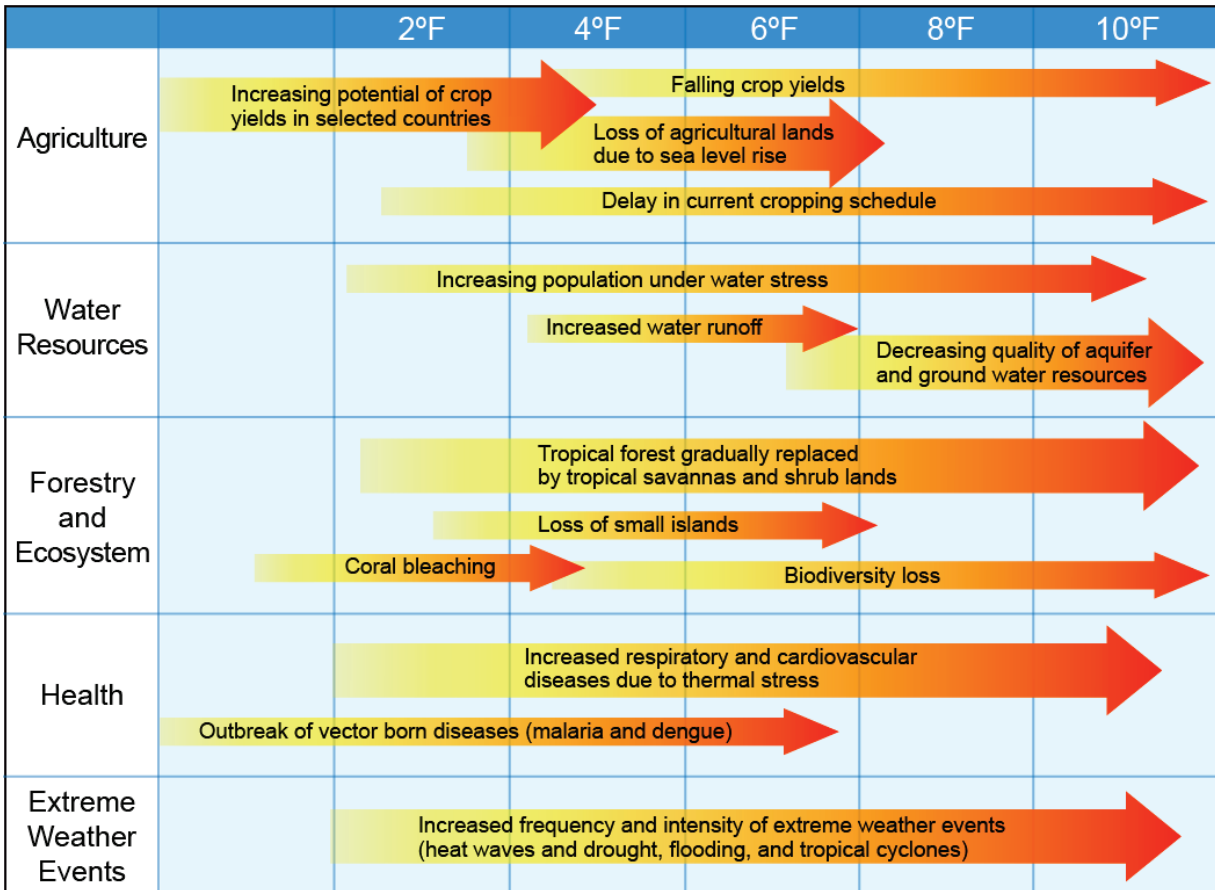 2ºF 4ºF 6ºF 8ºF 10ºF
Agriculture
Increasing potential of crop
yields in selected countries
Falling crop yields
Loss of agricultural lands
due to sea level rise
Delay in current cropping schedule
Water
Resources
Increasing population under water stress
Increased water runoff
Decreasing quality of aquifer
and ground water resources
Forestry
and
Ecosystem
Tropical forest gradually replaced
by tropical savannas and shrub lands
Loss of small islands
Coral bleaching
Biodiversity loss
Health
Increased respiratory and cardiovascular
diseases due to thermal stress
Outbreak of vector born diseases (malaria and dengue)
Extreme
Weather
Events
Increased frequency and intensity of extreme weather events
(heat waves and drought, flooding, and tropical cyclones)